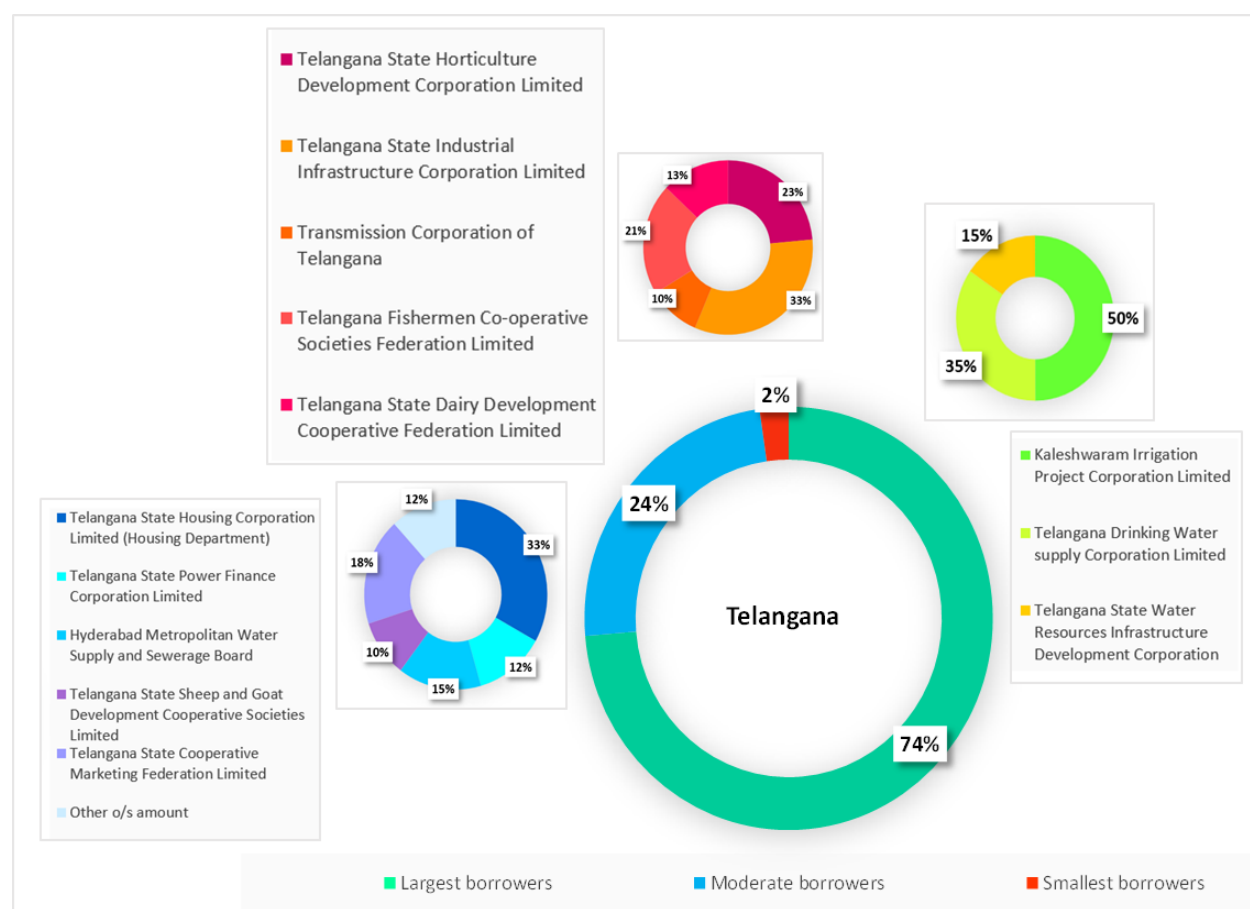 Telangana State Horticulture
Development Corporation Limited
Telangana State Industrial
Infrastructure Corporation Limited
Transmission Corporation of
Telangana
Telangana Fishermen Co-operative
Societies Federation Limited
Telangana State Dairy Development
Cooperative Federation Limited
13%
23%
21%
10%
33%
15%
50%
35%
Kaleshwaram Irrigation
Project Corporation Limited
Telangana Drinking Water
supply Corporation Limited
Telangana State Water
Resources Infrastructure
Development Corporation
Telangana State Housing Corporation
Limited (Housing Department)
Telangana State Power Finance
Corporation Limited
Hyderabad Metropolitan Water
Supply and Sewerage Board
Telangana State Sheep and Goat
Development Cooperative Societies
Limited
Telangana State Cooperative
Marketing Federation Limited
Other o/s amount
12%
33%
18%
10%
15%
12%
2%
24%
Telangana
74%
Largest borrowers
Moderate borrowers
Smallest borrowers